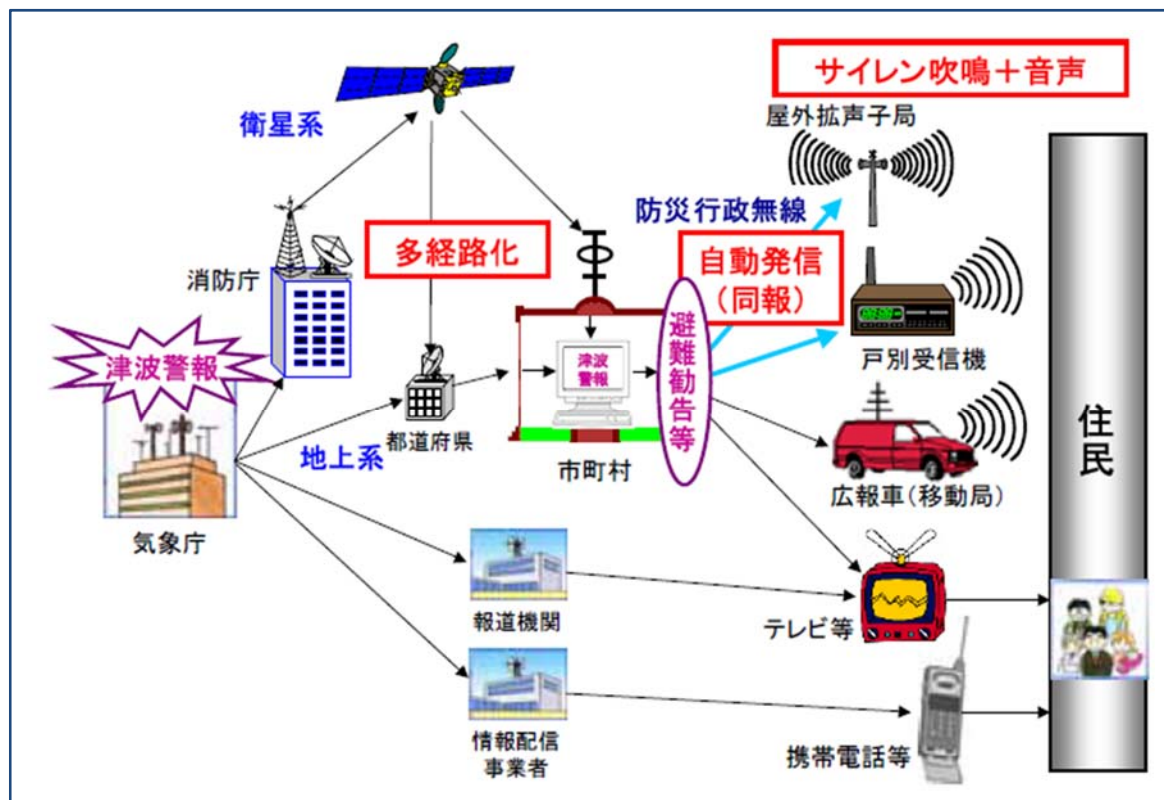 サイレン吹鳴＋音声
屋外拡声子局
衛星系
防災行政無線
多経路化
自動発信
（同報）
消防庁
津波警報
津波
警報
避難勧告等
戸別受信機
都道府県
地上系
市町村
広報車（移動局）
住民
気象庁
報道機関
テレビ等
情報配信
事業者
携帯電話等